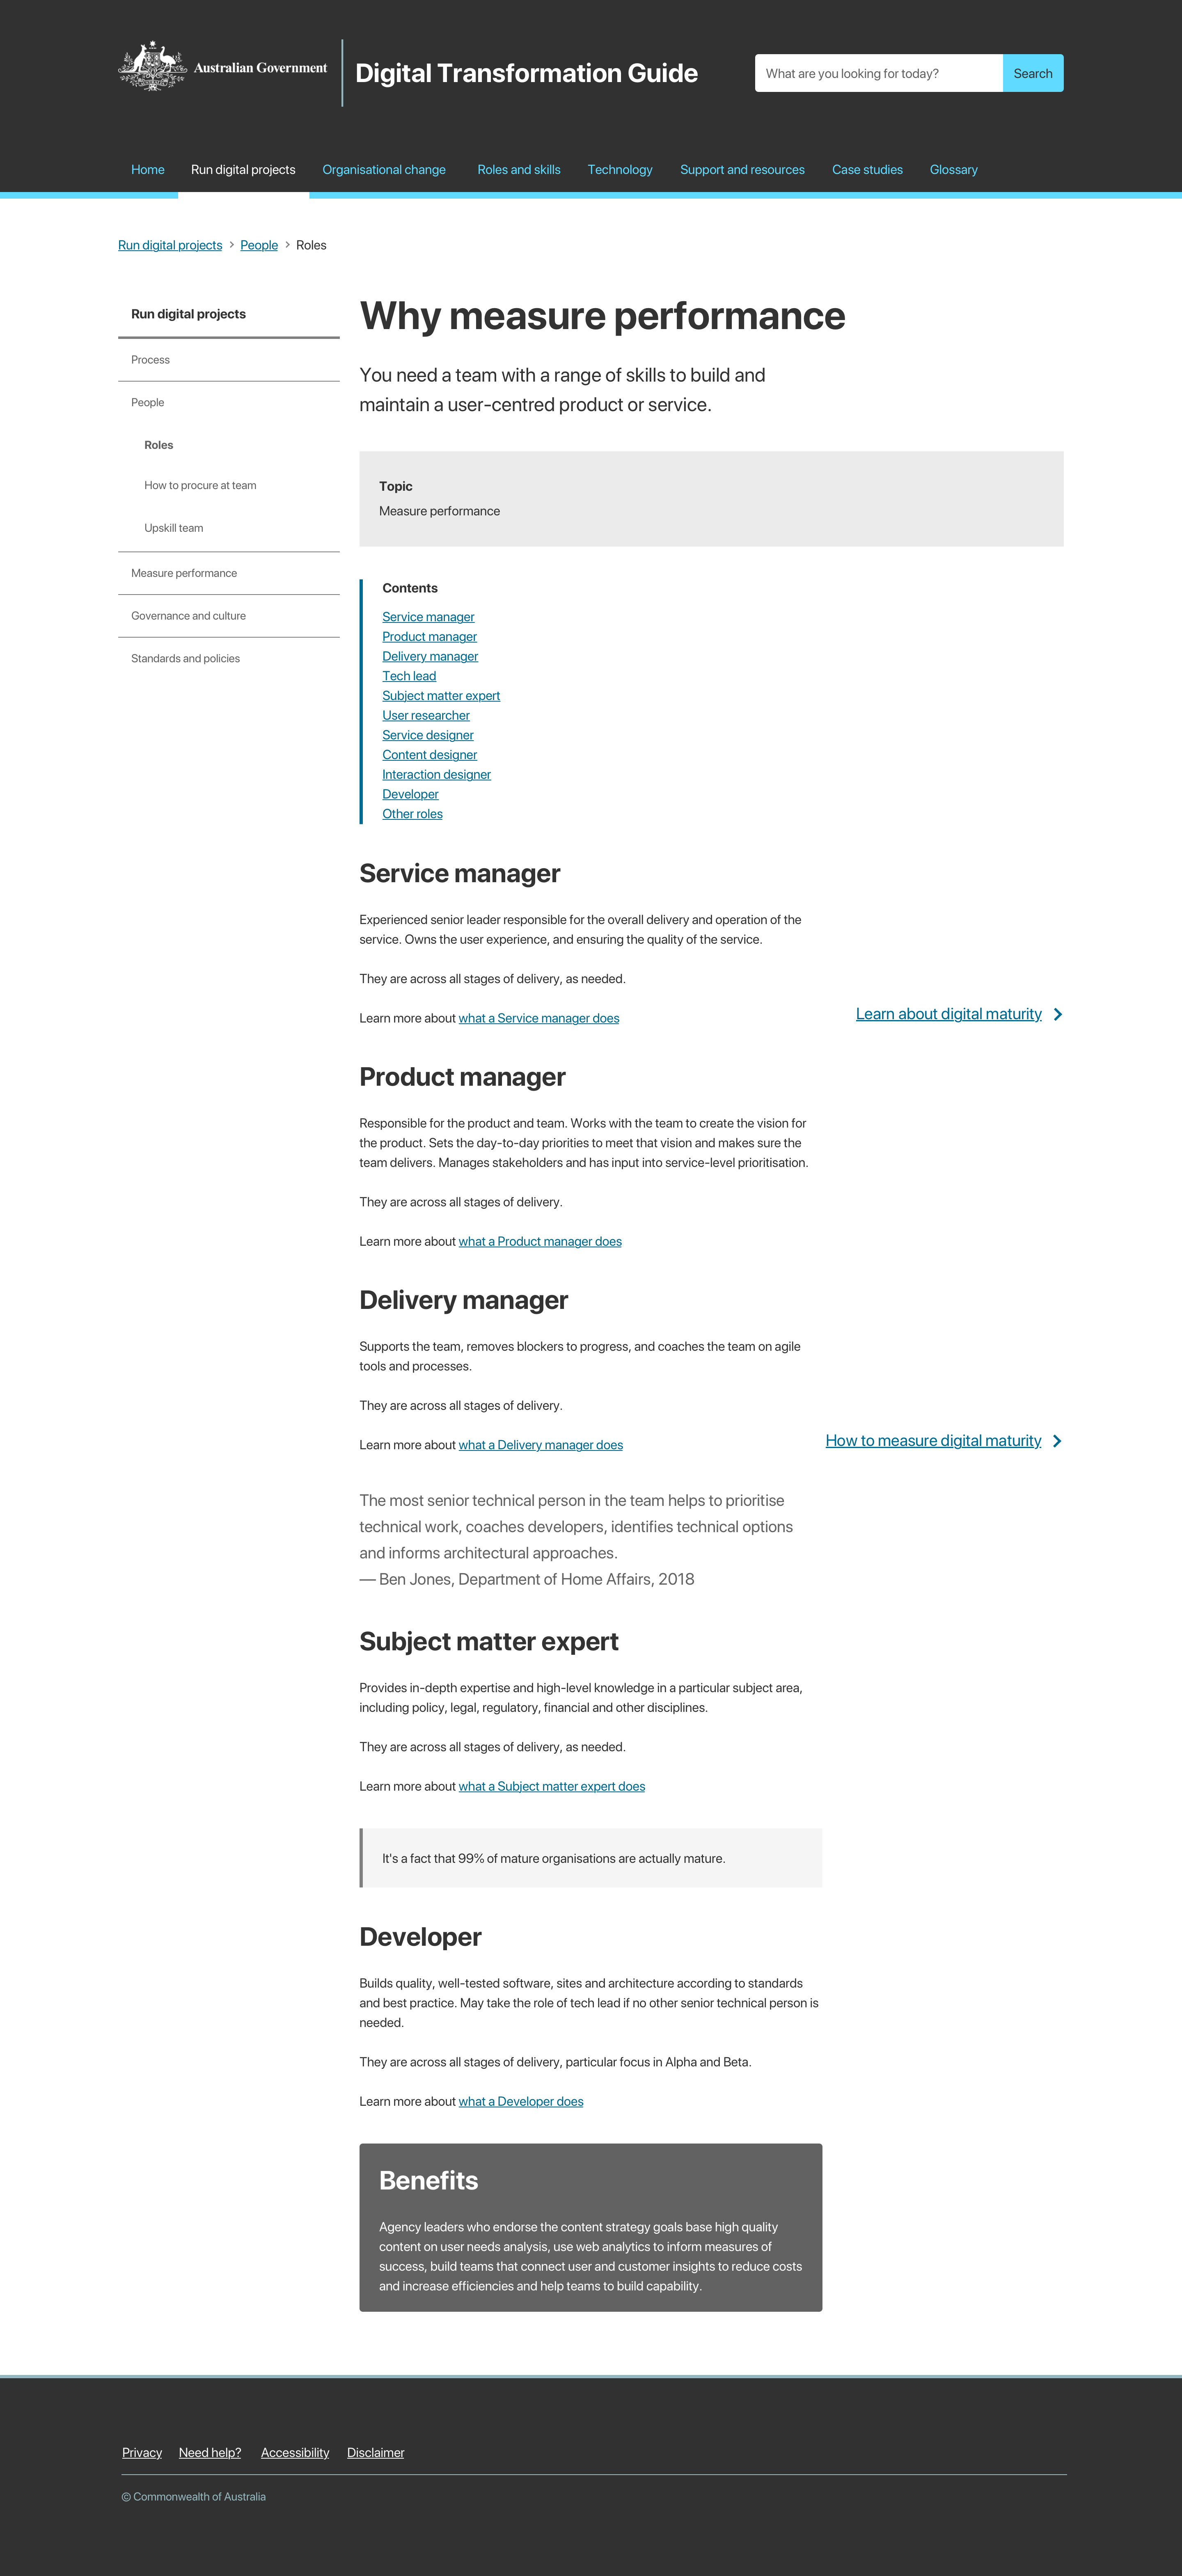 Australian Government
Digital Transformation Guide
What are you looking for today?
Search
Home
Run digital projects
Organisational change
Roles and skills
Technology
Support and resources
Case studies
Glossary
Run digital projects > People > Roles
Run digital projects
Process
People
Roles
How to procure at team
Upskill team
Measure performance
Governance and culture
Standards and policies
Why measure performance
You need a team with a range of skills to build and
maintain a user-centred product or service.
Topic
Measure performance
Contents
Service manager
Product manager
Delivery manager
Tech lead
Subject matter expert
User researcher
Service designer
Content designer
Interaction designer
Developer
Other roles
Service manager
Experienced senior leader responsible for the overall delivery and operation of the
service. Owns the user experience, and ensuring the quality of the service.
They are across all stages of delivery, as needed.
Learn more about what a Service manager does
Learn about digital maturity
Product manager
Responsible for the product and team. Works with the team to create the vision for
the product. Sets the day-to-day priorities to meet that vision and makes sure the
team delivers. Manages stakeholders and has input into service-level prioritisation.
They are across all stages of delivery.
Learn more about what a Product manager does
Delivery manager
Supports the team, removes blockers to progress, and coaches the team on agile
tools and processes.
They are across all stages of delivery.
Learn more about what a Delivery manager does
How to measure digital maturity
The most senior technical person in the team helps to prioritise
technical work, coaches developers, identifies technical options
and informs architectural approaches.
— Ben Jones, Department of Home Affairs, 2018
Subject matter expert
Provides in-depth expertise and high-level knowledge in a particular subject area,
including policy, legal, regulatory, financial and other disciplines.
They are across all stages of delivery, as needed.
Learn more about what a Subject matter expert does
It's a fact that 99% of mature organisations are actually mature.
Developer
Builds quality, well-tested software, sites and architecture according to standards
and best practice. May take the role of tech lead if no other senior technical person is
needed.
They are across all stages of delivery, particular focus in Alpha and Beta.
Learn more about what a Developer does
Benefits
Agency leaders who endorse the content strategy goals base high quality
content on user needs analysis, use web analytics to inform measures of
success, build teams that connect user and customer insights to reduce costs
and increase efficiencies and help teams to build capability.
Privacy
Need help?
Accessibility
Disclaimer
© Commonwealth of Australia